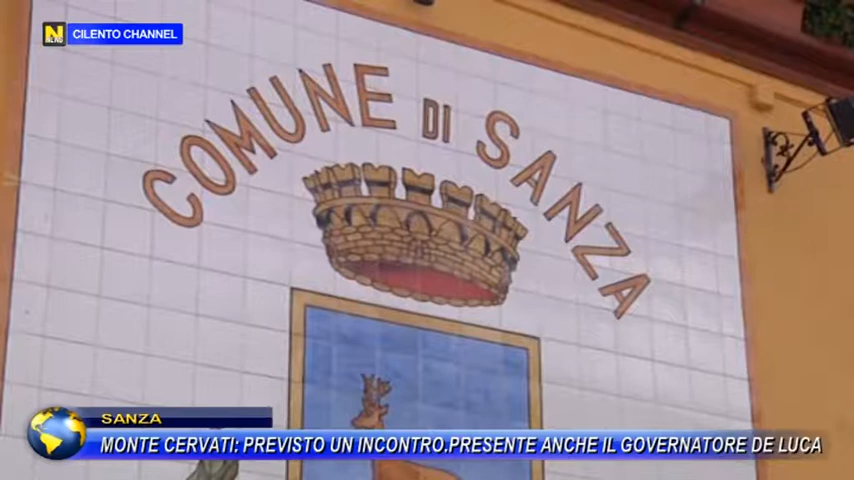 CILENTO CHANNEL
COMUNE DI SANZA
SANZA
MONTE CERVATI: PREVISTO UN INCONTRO.PRESENTE ANCHE IL GOVERNATORE DE LUCA